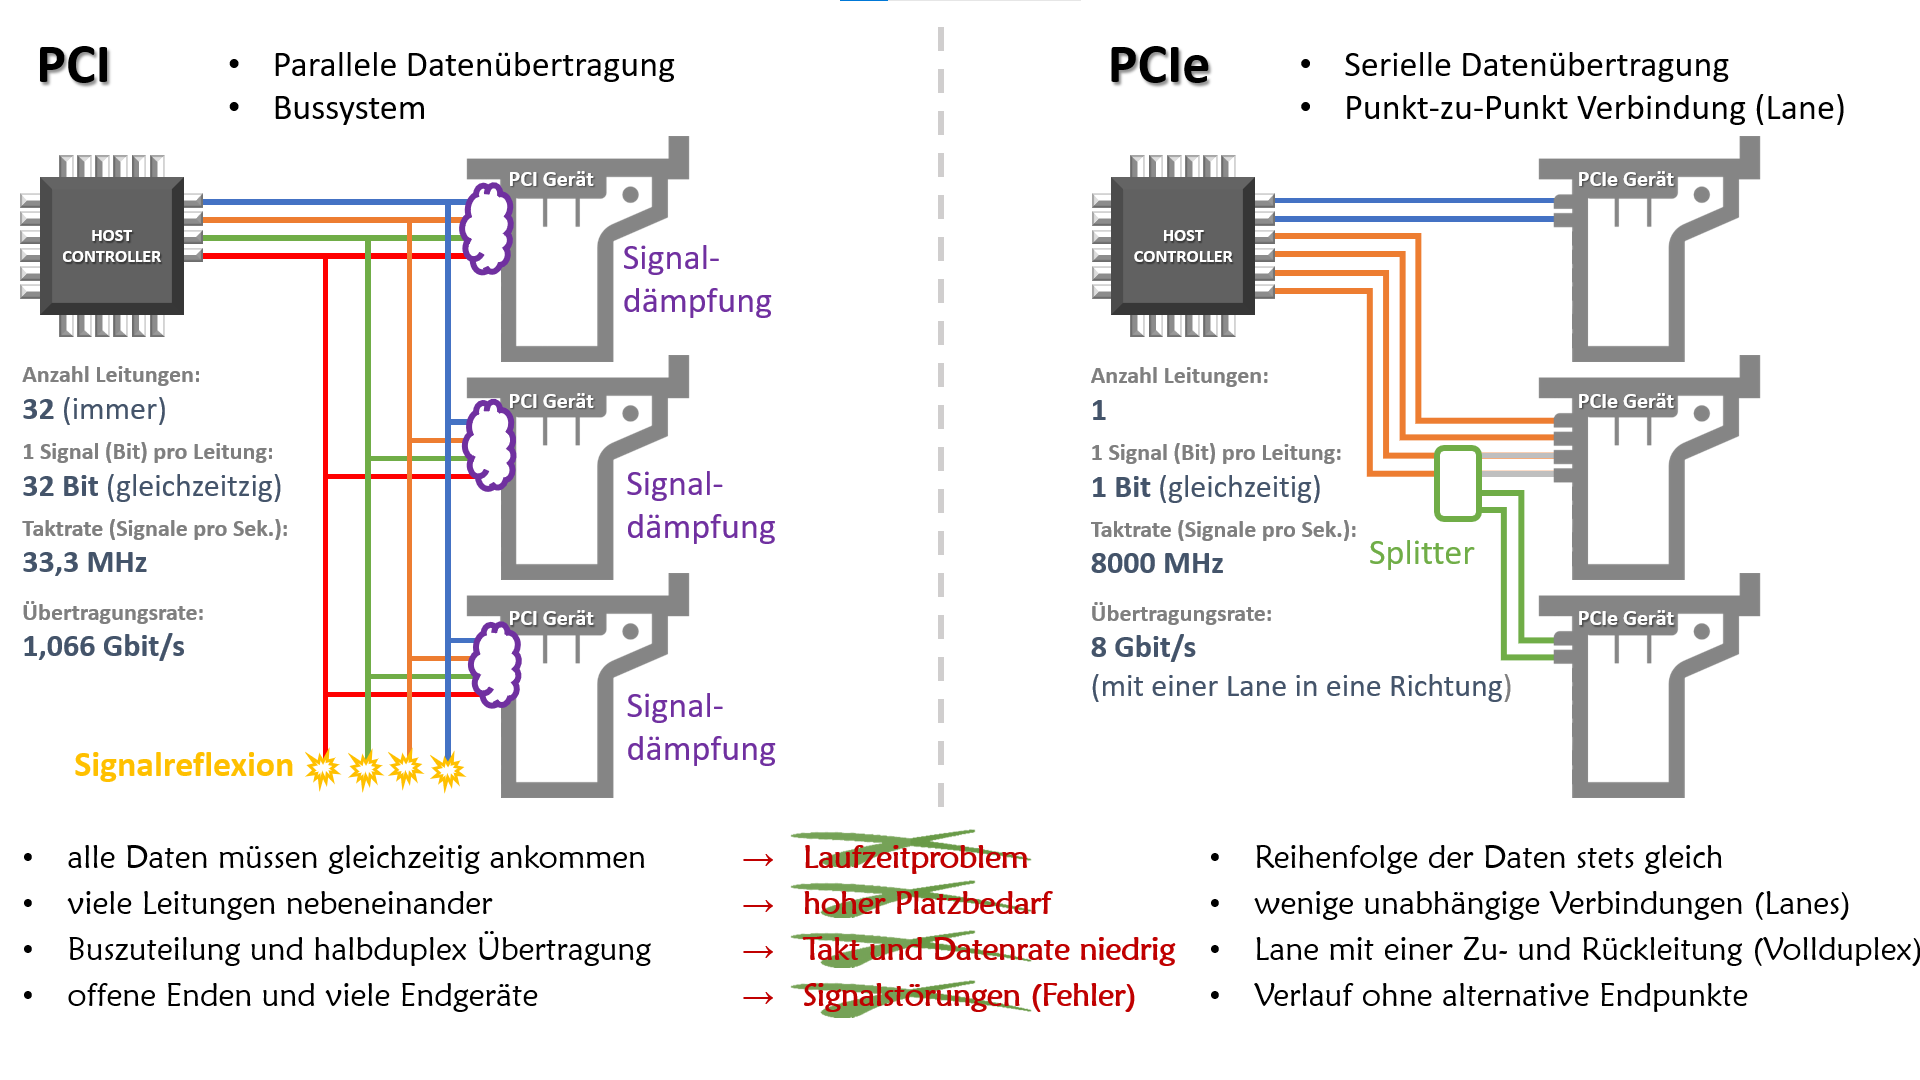 PCI
• Parallele Datenübertragung
• Bussystem
HOST
CONTROLLER
PCI Gerät
Signal-
dämpfung
Anzahl Leitungen:
32 (immer)
1 Signal (Bit) pro Leitung:
32 Bit (gleichzeitzig)
Taktrate (Signale pro Sek.):
33,3 MHz
Übertragungsrate:
1,066 Gbit/s
PCI Gerät
Signal-
dämpfung
PCI Gerät
Signal-
dämpfung
Signalreflexion
PCIe
• Serielle Datenübertragung
• Punkt-zu-Punkt Verbindung (Lane)
HOST
CONTROLLER
PCIe Gerät
Anzahl Leitungen:
1
1 Signal (Bit) pro Leitung:
1 Bit (gleichzeitig)
Taktrate (Signale pro Sek.):
8000 MHz
Übertragungsrate:
8 Gbit/s
(mit einer Lane in eine Richtung)
PCIe Gerät
Splitter
PCIe Gerät
• alle Daten müssen gleichzeitig ankommen → Laufzeitproblem • Reihenfolge der Daten stets gleich
• viele Leitungen nebeneinander → hoher Platzbedarf • wenige unabhängige Verbindungen (Lanes)
• Buszuteilung und halbduplex Übertragung → Takt und Datenrate niedrig • Lane mit einer Zu- und Rückleitung (Vollduplex)
• offene Enden und viele Endgeräte → Signalstörungen (Fehler) • Verlauf ohne alternative Endpunkte